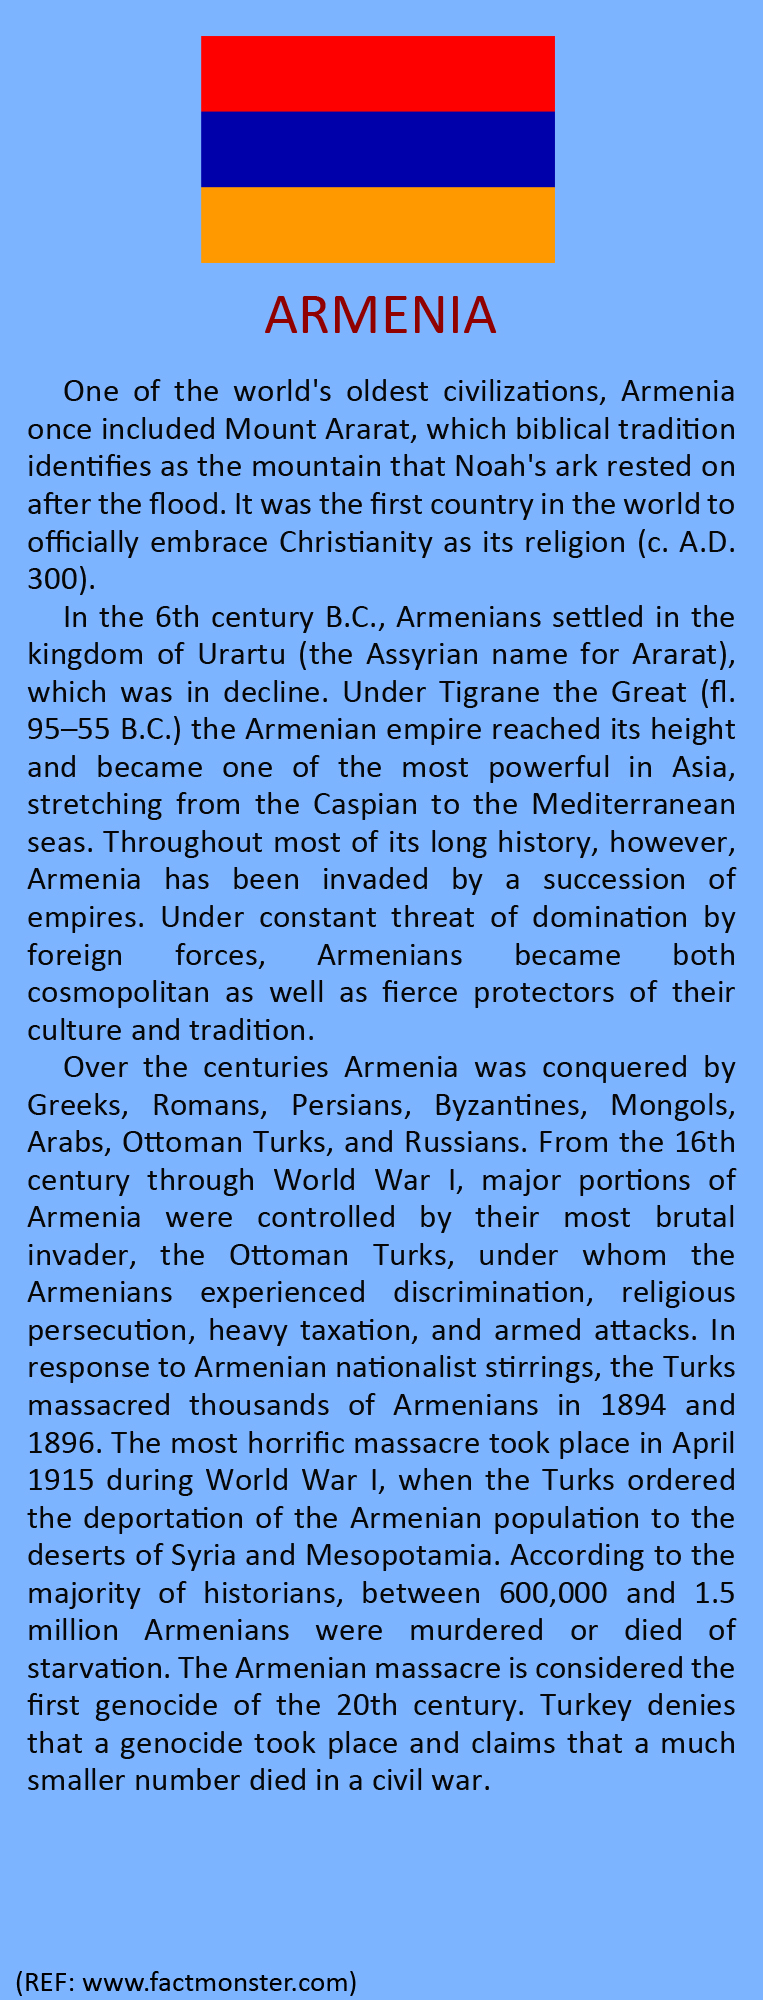 ARMENIA
One of the world's oldest civilizations, Armenia
once included Mount Ararat, which biblical tradition
identifies as the mountain that Noah's ark rested on
after the flood. It was the first country in the world to
officially embrace Christianity as its religion (c. A.D.
300).
In the 6th century B.C., Armenians settled in the
kingdom of Urartu (the Assyrian name for Ararat),
which was in decline. Under Tigrane the Great (fl.
95–55 B.C.) the Armenian empire reached its height
and became one of the most powerful in Asia,
stretching from the Caspian to the Mediterranean
seas. Throughout most of its long history, however,
Armenia has been invaded by a succession of
empires. Under constant threat of domination by
foreign forces, Armenians became both
cosmopolitan as well as fierce protectors of their
culture and tradition.
Over the centuries Armenia was conquered by
Greeks, Romans, Persians, Byzantines, Mongols,
Arabs, Ottoman Turks, and Russians. From the 16th
century through World War I, major portions of
Armenia were controlled by their most brutal
invader, the Ottoman Turks, under whom the
Armenians experienced discrimination, religious
persecution, heavy taxation, and armed attacks. In
response to Armenian nationalist stirrings, the Turks
massacred thousands of Armenians in 1894 and
1896. The most horrific massacre took place in April
1915 during World War I, when the Turks ordered
the deportation of the Armenian population to the
deserts of Syria and Mesopotamia. According to the
majority of historians, between 600,000 and 1.5
million Armenians were murdered or died of
starvation. The Armenian massacre is considered the
first genocide of the 20th century. Turkey denies
that a genocide took place and claims that a much
smaller number died in a civil war.
(REF: www.factmonster.com)